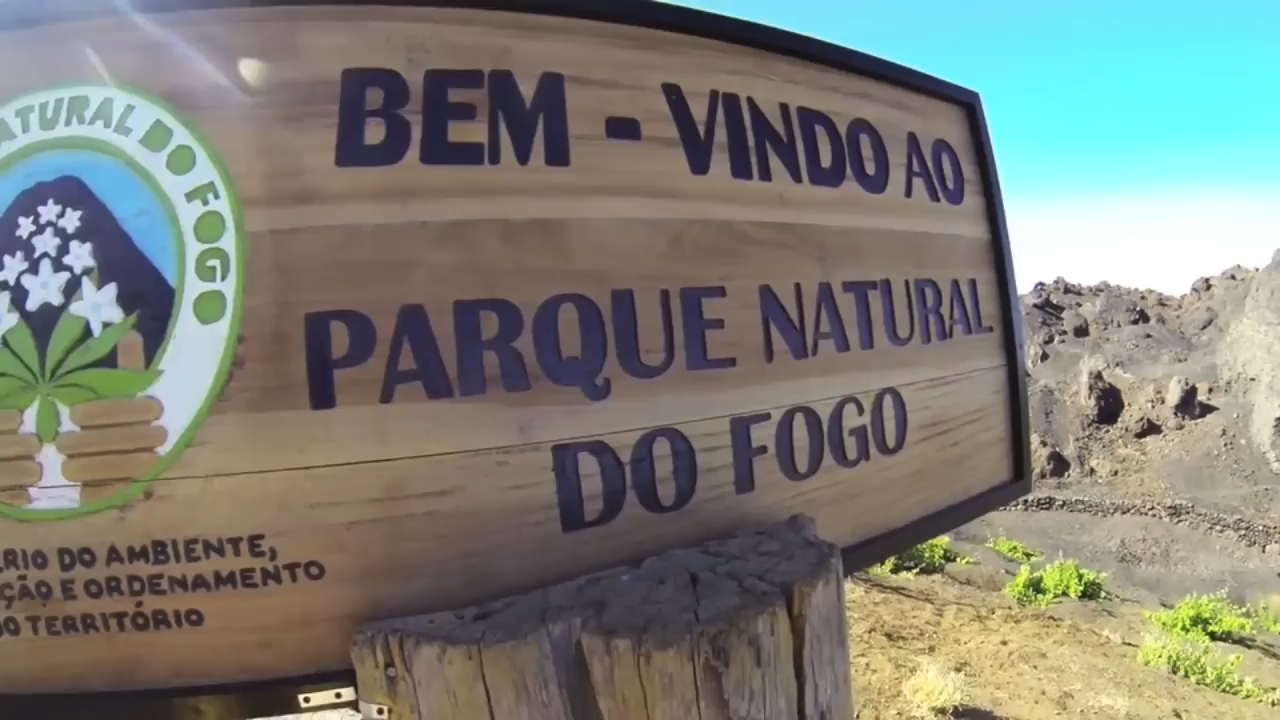 NATURAL DO FOGO
BEM - VINDO AO
PARQUE NATURAL
DO FOGO
DO AMBIENTE,
E ORDENAMENTO
TERRITÓRIO